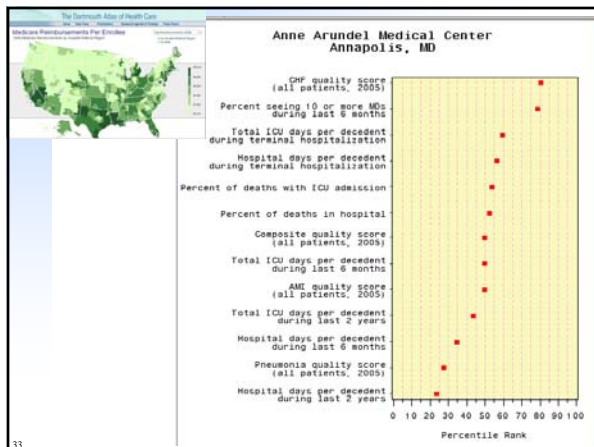 The Dartmouth Atlas of Health Care
Medicare Reimbursements Per Enrollee
Anne Arundel Medical Center
Annapolis, MD
CHF quality score
(all patients, 2005)
Percent seeing 10 or more MDs
during last 6 months
Total ICU days per decedent
during terminal hospitalization
Hospital days per decedent
during terminal hospitalization
Percent of deaths with ICU admission
Percent of deaths in hospital
Composite quality score
(all patients, 2005)
Total ICU days per decedent
during last 6 months
AMI quality score
(all patients, 2005)
Total ICU days per decedent
during last 2 years
Hospital days per decedent
during last 6 months
Pneumonia quality score
(all patients, 2005)
Hospital days per decedent
during last 2 years
0 10 20 30 40 50 60 70 80 90 100
Percentile Rank
33